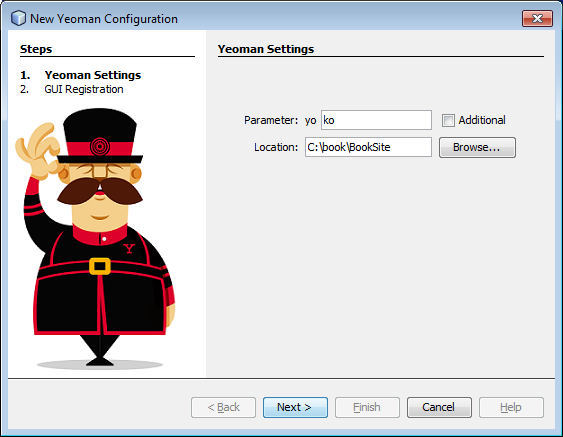 New Yeoman Configuration
Steps
1. Yeoman Settings
2. GUI Registration
Y
Yeoman Settings
Parameter: yo ko Additional
Location: C:\book\BookSite Browse...
< Back Next > Finish Cancel Help